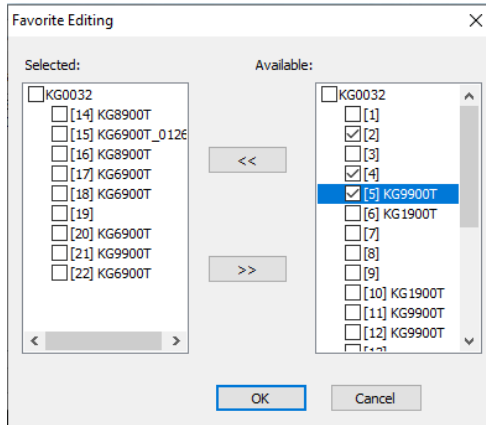 Favorite Editing
Selected:
KG0032
[14] KG8900T
[15] KG6900T_0126
[16] KG8900T
[17] KG6900T
[18] KG6900T
[19]
[20] KG6900T
[21] KG9900T
[22] KG6900T
<<
>>
Available:
KG0032
[1]
[2]
[3]
[4]
[5] KG9900T
[6] KG1900T
[7]
[8]
[9]
[10] KG1900T
[11] KG9900T
[12] KG9900T
OK
Cancel